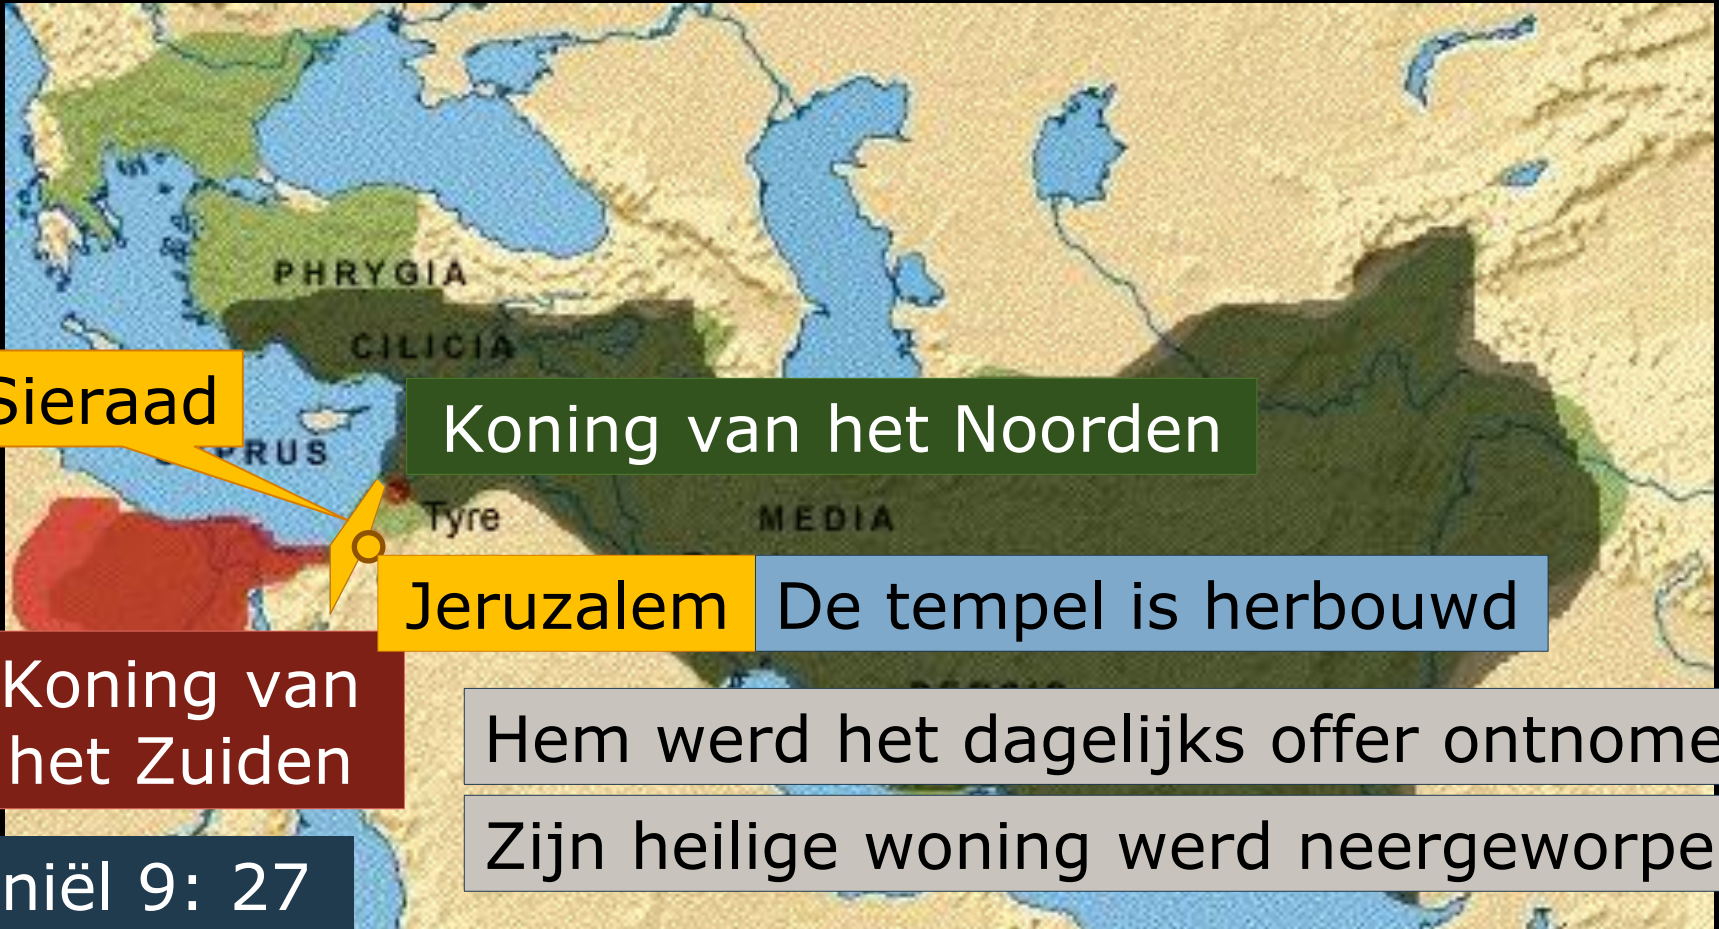 PHRYGIA
CILICIA
Sieraad
Koning van het Noorden
Tyre
MEDIA
Jeruzalem De tempel is herbouwd
Koning van
het Zuiden
Hem werd het dagelijks offer ontnome
Zijn heilige woning werd neergeworpe
niël 9: 27